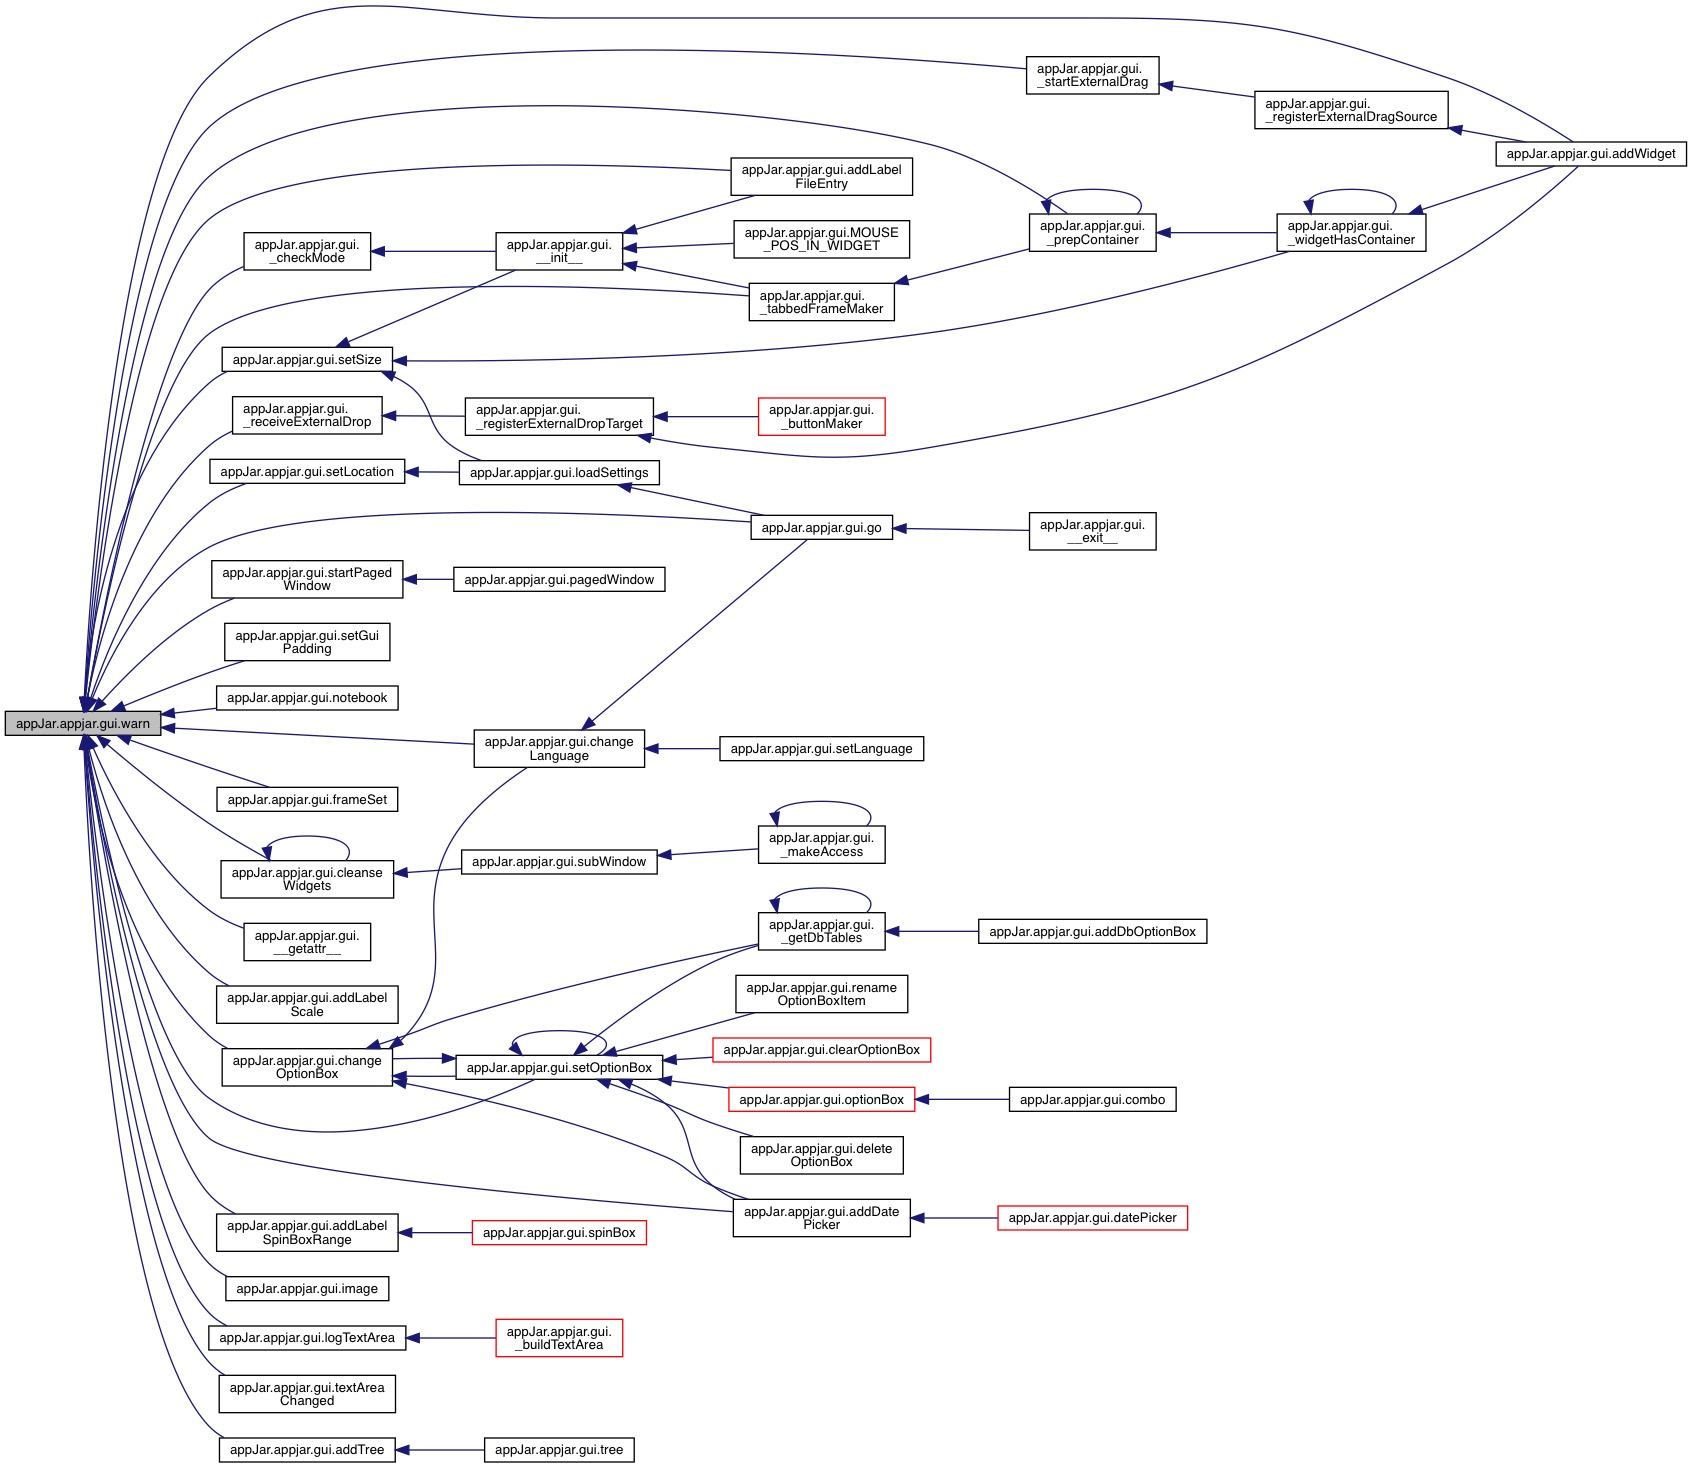 appJar.appjar.gui.
_startExternalDrag
appJar.appjar.gui.
_registerExternalDragSource
appJar.appjar.gui.addWidget
appJar.appjar.gui.addLabel
FileEntry
appJar.appjar.gui.MOUSE
_POS_IN_WIDGET
appJar.appjar.gui.
_prepContainer
appJar.appjar.gui.
_widgetHasContainer
appJar.appjar.gui.
_checkMode
appJar.appjar.gui.
__init__
appJar.appjar.gui.
_tabbedFrameMaker
appJar.appjar.gui.setSize
appJar.appjar.gui.
_receiveExternalDrop
appJar.appjar.gui.
_registerExternalDropTarget
appJar.appjar.gui.
_buttonMaker
appJar.appjar.gui.setLocation
appJar.appjar.gui.loadSettings
appJar.appjar.gui.go
appJar.appjar.gui.
__exit__
appJar.appjar.gui.startPaged
Window
appJar.appjar.gui.pagedWindow
appJar.appjar.gui.setGui
Padding
appJar.appjar.gui.notebook
appJar.appjar.gui.warn
appJar.appjar.gui.change
Language
appJar.appjar.gui.setLanguage
appJar.appjar.gui.frameSet
appJar.appjar.gui.cleanse
Widgets
appJar.appjar.gui.subWindow
appJar.appjar.gui.
_makeAccess
appJar.appjar.gui.
__getattr__
appJar.appjar.gui.
_getDbTables
appJar.appjar.gui.addDbOptionBox
appJar.appjar.gui.addLabel
Scale
appJar.appjar.gui.rename
OptionBoxItem
appJar.appjar.gui.change
OptionBox
appJar.appjar.gui.setOptionBox
appJar.appjar.gui.clearOptionBox
appJar.appjar.gui.optionBox
appJar.appjar.gui.combo
appJar.appjar.gui.delete
OptionBox
appJar.appjar.gui.addDate
Picker
appJar.appjar.gui.datePicker
appJar.appjar.gui.addLabel
SpinBoxRange
appJar.appjar.gui.spinBox
appJar.appjar.gui.image
appJar.appjar.gui.logTextArea
appJar.appjar.gui.
_buildTextArea
appJar.appjar.gui.textArea
Changed
appJar.appjar.gui.addTree
appJar.appjar.gui.tree